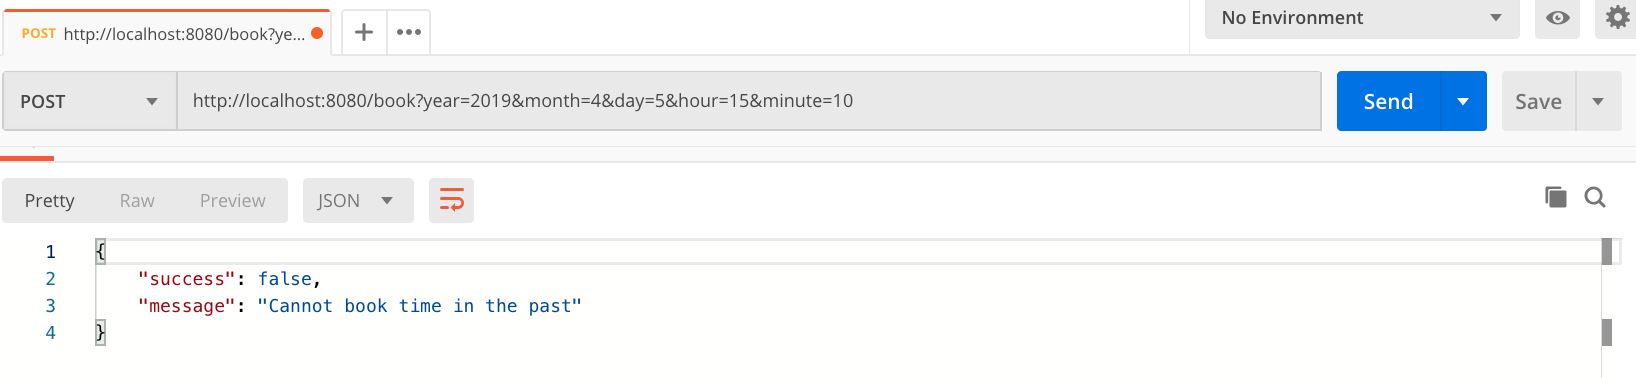 POST http://localhost:8080/book?ye...
No Environment
POST http://localhost:8080/book?year=2019&month=4&day=5&hour=15&minute=10 Send Save
Pretty Raw Preview JSON
1 {
2 "success": false,
3 "message": "Cannot book time in the past"
4 }